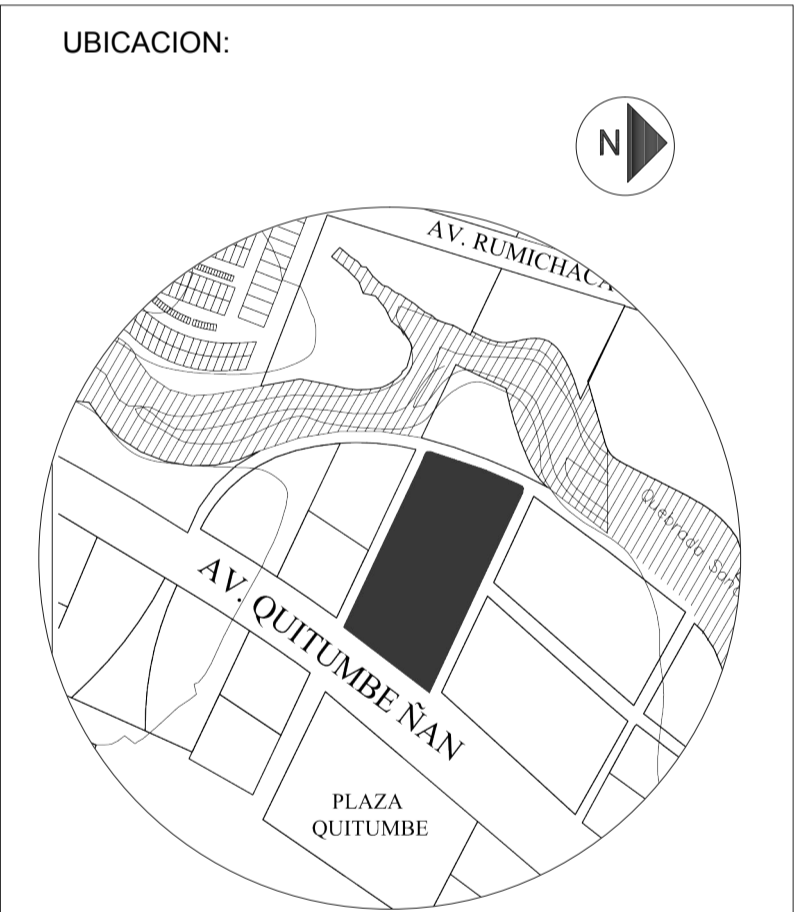 UBICACION:
N
AV. RUMICHACA
Quebrada
AV. QUITUMBE ÑAN
PLAZA
QUITUMBE